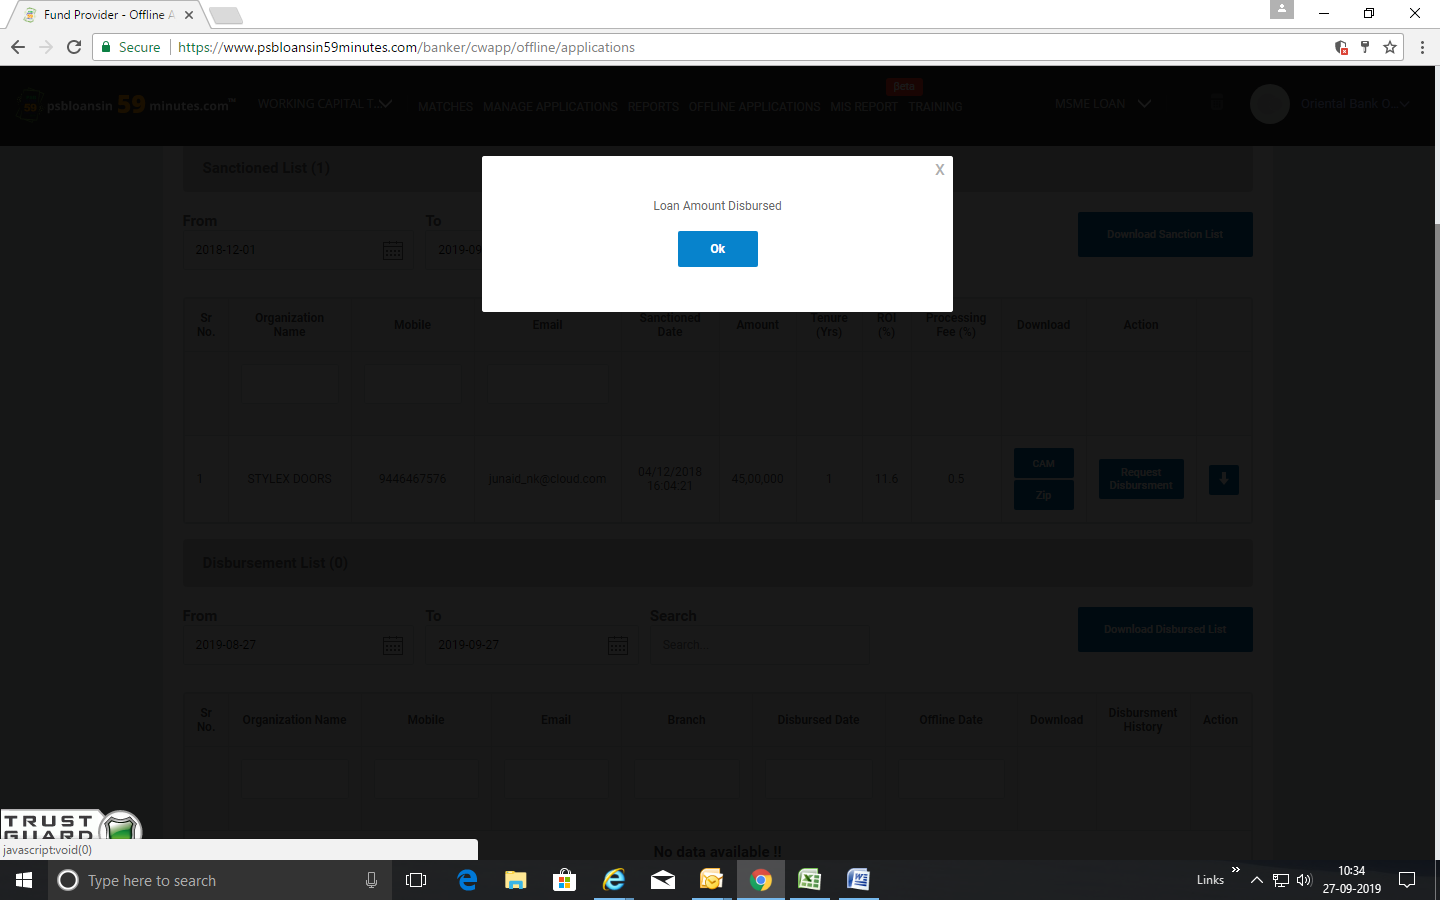 Fund Provider - Offline A
Secure
https://www.psbloansin59minutes.com/banker/cwapp/offline/applications
59 psbloansin 59 minutes.com™
WORKING CAPITAL T...
MATCHES
MANAGE APPLICATIONS
REPORTS
OFFLINE APPLICATIONS
MIS REPORT
Beta
TRAINING
MSME LOAN
Oriental Bank O...
Sanctioned List (1)
X
Loan Amount Disbursed
Ok
From
To
2018-12-01
2019-09
Download Sanction List
Sr No.
Organization Name
Mobile
Email
Sanctioned Date
Amount
Tenure (Yrs)
ROI (%)
Processing Fee (%)
Download
Action
1
STYLEX DOORS
9446467576
junaid_nk@cloud.com
04/12/2018 16:04:21
45,00,000
1
11.6
0.5
CAM
Zip
Request Disbursment
Disbursement List (0)
From
To
Search
2019-08-27
2019-09-27
Search...
Download Disbursed List
Sr No.
Organization Name
Mobile
Email
Branch
Disbursed Date
Offline Date
Download
Disbursment History
Action
No data available !!
TRUST
GUARD
javascript:void(0)
Type here to search
Links
10:34
27-09-2019